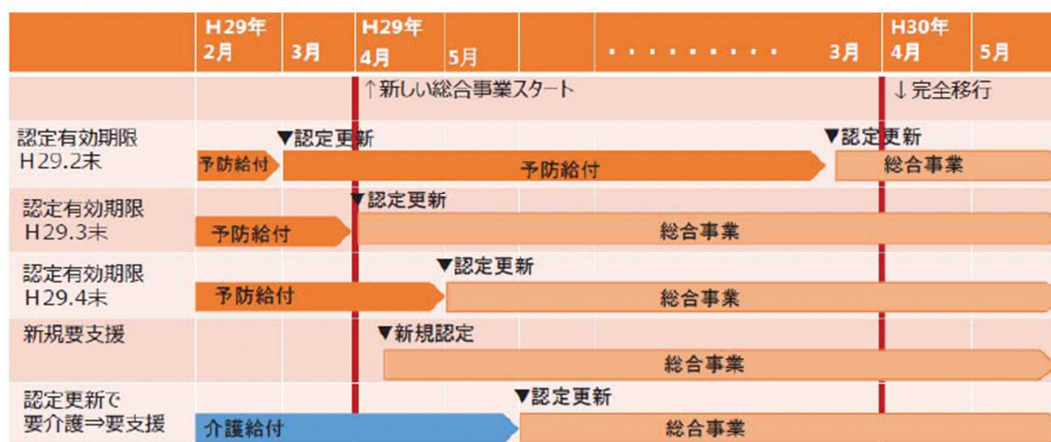 H29年 H29年 H30年
2月 3月 4月 5月 ・・・・・・・・・ 3月 4月 5月
↑新しい総合事業スタート ↓完全移行
認定有効期限 ▼認定更新 ▼認定更新
H29.2末 予防給付 予防給付 総合事業
認定有効期限 ▼認定更新
H29.3末 予防給付 総合事業
認定有効期限 ▼認定更新
H29.4末 予防給付 総合事業
新規要支援 ▼新規認定
総合事業
認定更新で ▼認定更新
要介護⇒要支援 介護給付 総合事業